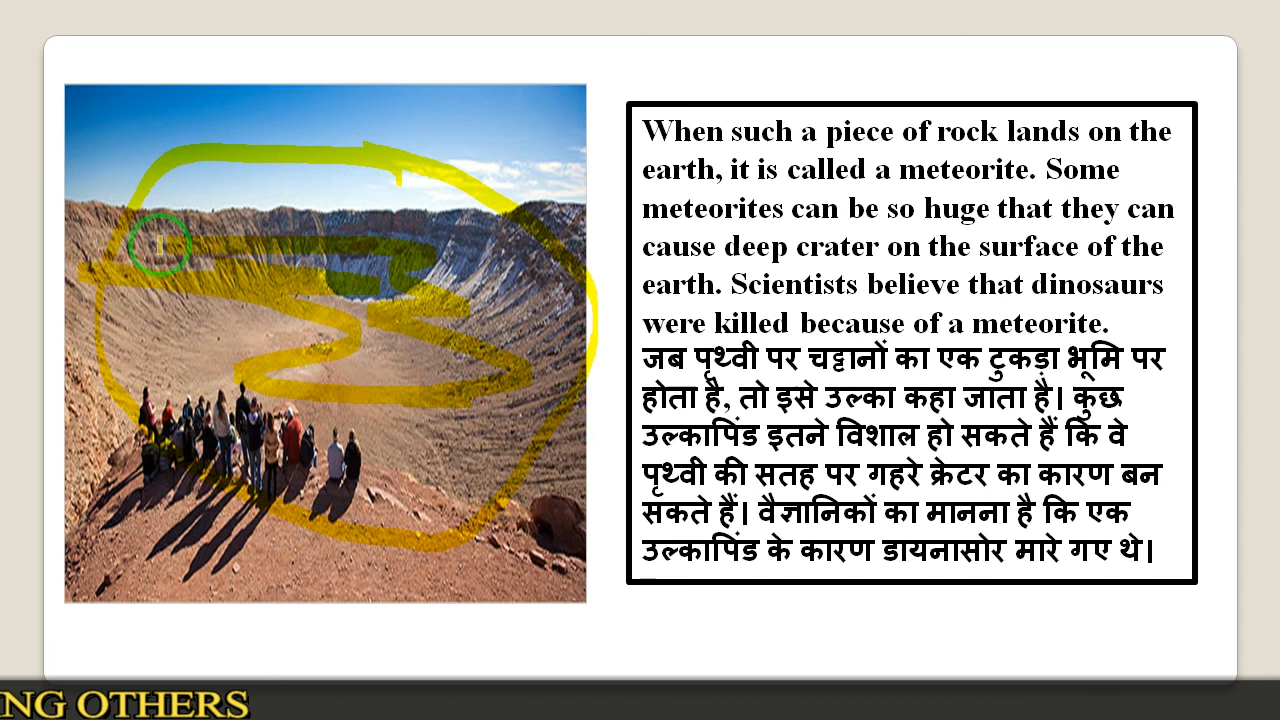 When such a piece of rock lands on the
earth, it is called a meteorite. Some
meteorites can be so huge that they can
cause deep crater on the surface of the
earth. Scientists believe that dinosaurs
were killed because of a meteorite.
जब पृथ्वी पर चट्टानों का एक टुकड़ा भूमि पर
होता है, तो इसे उल्का कहा जाता है। कुछ
उल्कापिंड इतने विशाल हो सकते हैं कि वे
पृथ्वी की सतह पर गहरे क्रेटर का कारण बन
सकते हैं। वैज्ञानिकों का मानना है कि एक
उल्कापिंड के कारण डायनासोर मारे गए थे।
NG OTHERS